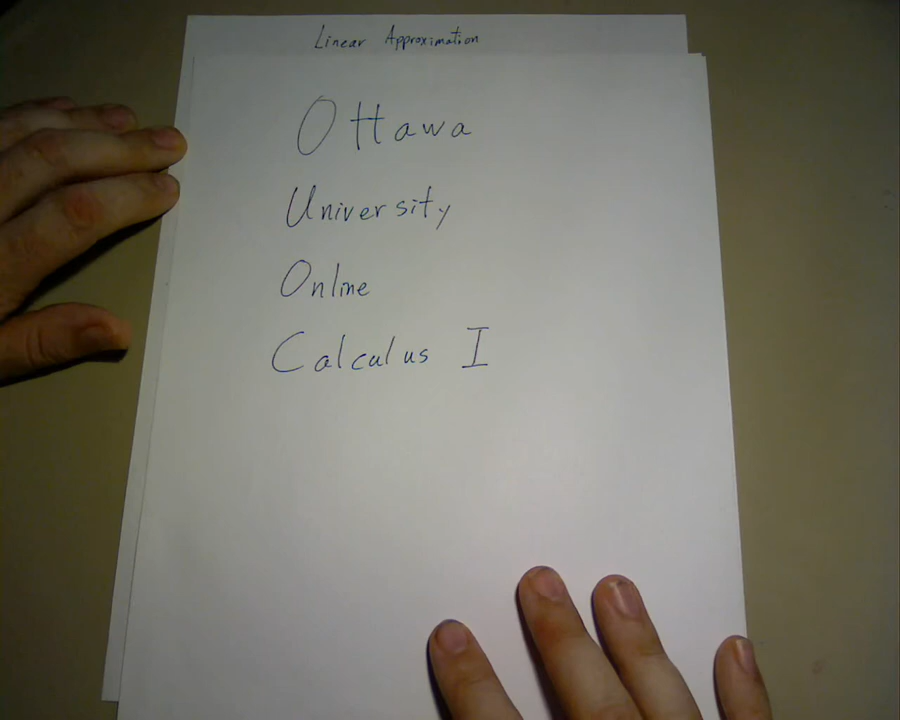 Linear Approximation
Ottawa
University
Online
Calculus I